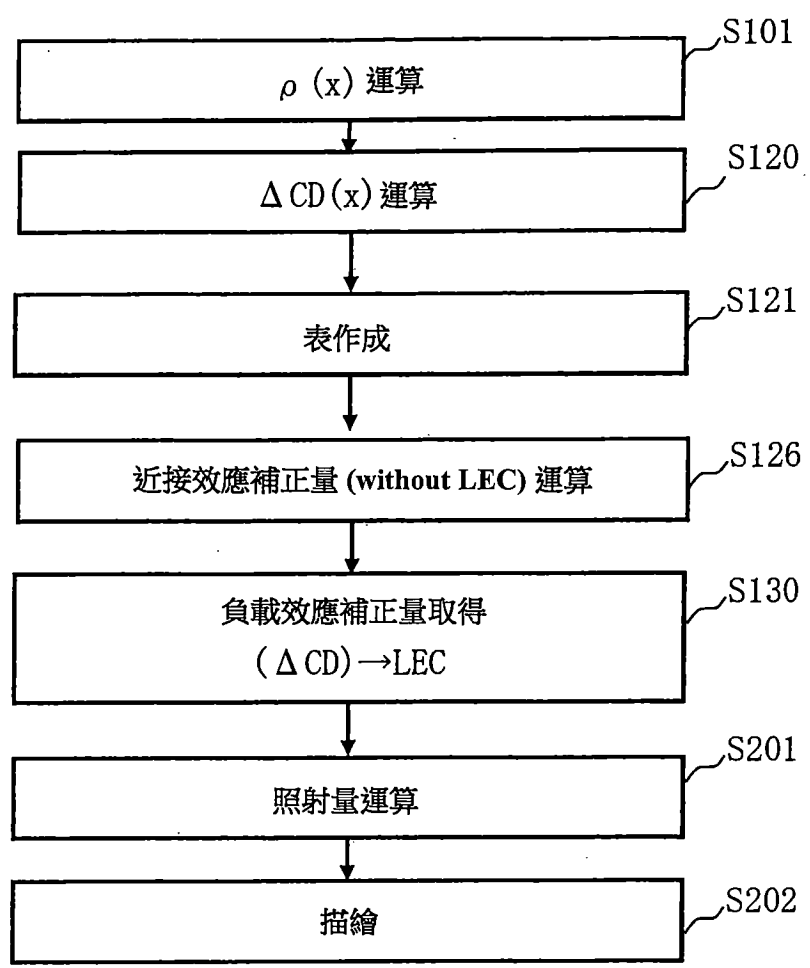 S101
ρ (x) 運算
S120
ΔCD(x) 運算
S121
表作成
S126
近接效應補正量 (without LEC) 運算
S130
負載效應補正量取得
(ΔCD)→LEC
S201
照射量運算
S202
描繪